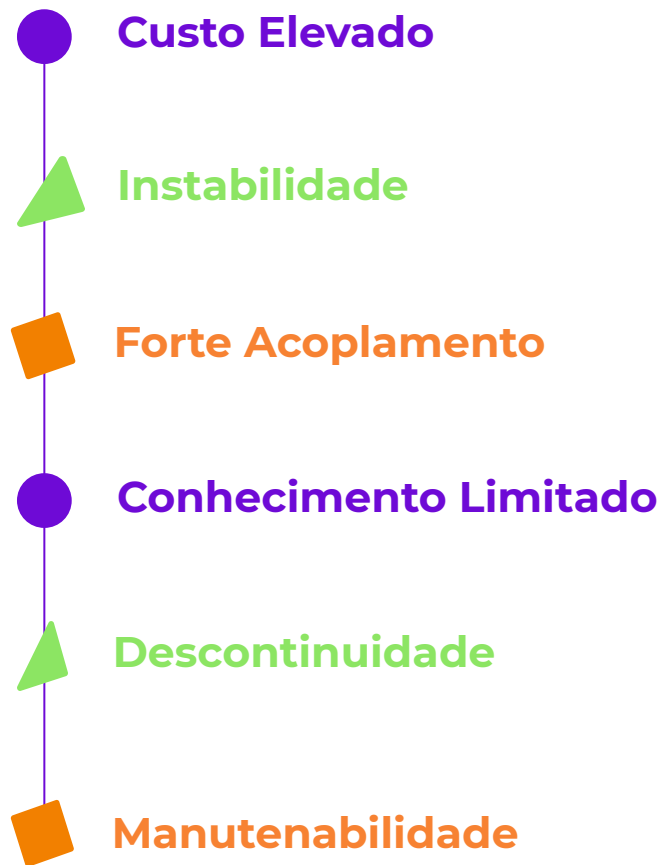 Custo Elevado
Instabilidade
Forte Acoplamento
Conhecimento Limitado
Descontinuidade
Manutenabilidade